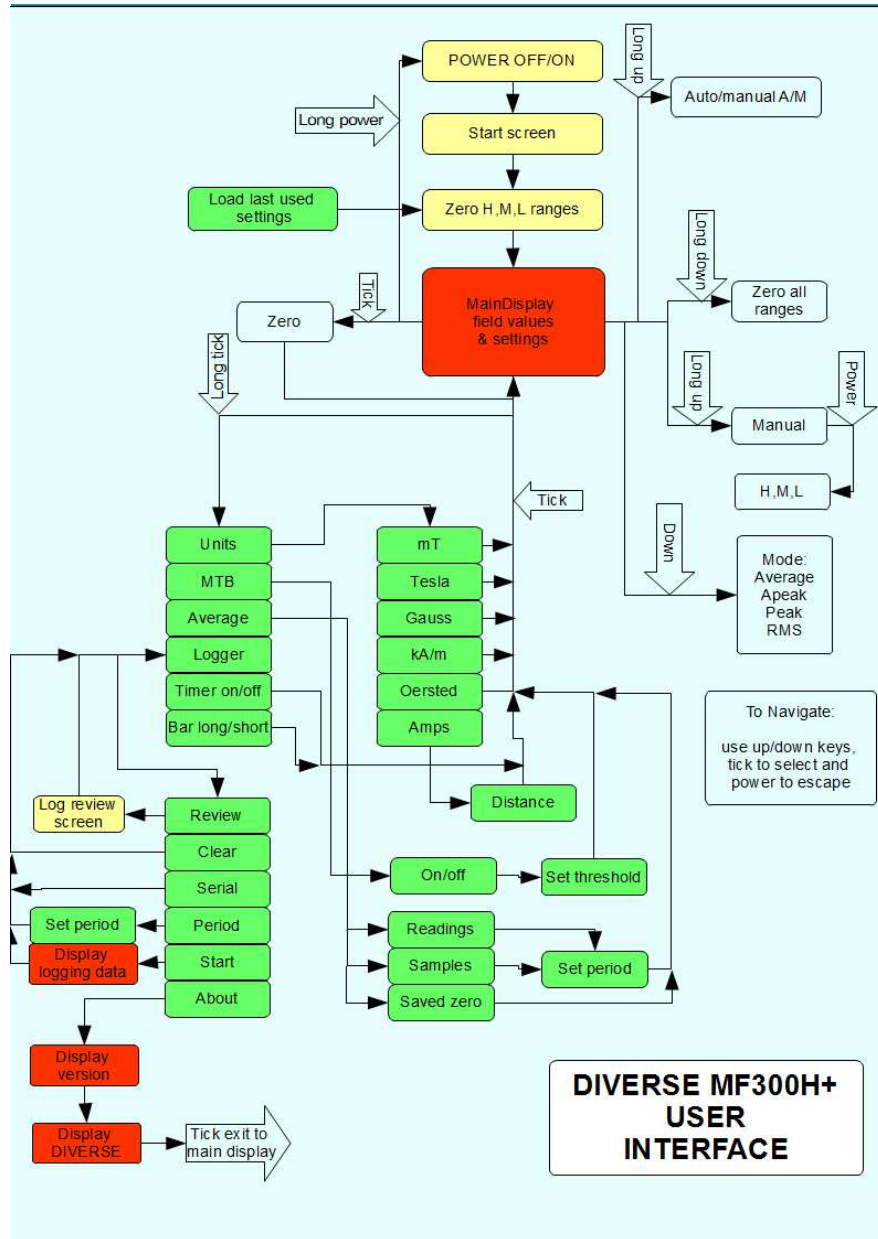 POWER OFF/ON
Long up
Auto/manual A/M
Long power
Start screen
Load last used
settings
Zero H,M,L ranges
Long down
Tick
MainDisplay
field values
& settings
Zero all
ranges
Zero
Long tick
Long up
Power
Manual
H,M,L
Tick
Down
Units
mT
Mode:
Average
Apeak
Peak
RMS
MTB
Tesla
Average
Gauss
Logger
kA/m
Timer on/off
Oersted
Bar long/short
Amps
To Navigate:
use up/down keys,
tick to select and
power to escape
Distance
Log review
screen
Review
Clear
On/off
Set threshold
Serial
Set period
Period
Readings
Display
logging data
Start
Samples
Set period
About
Saved zero
Display
version
Display
DIVERSE
Tick exit to
main display
DIVERSE MF300H+
USER
INTERFACE